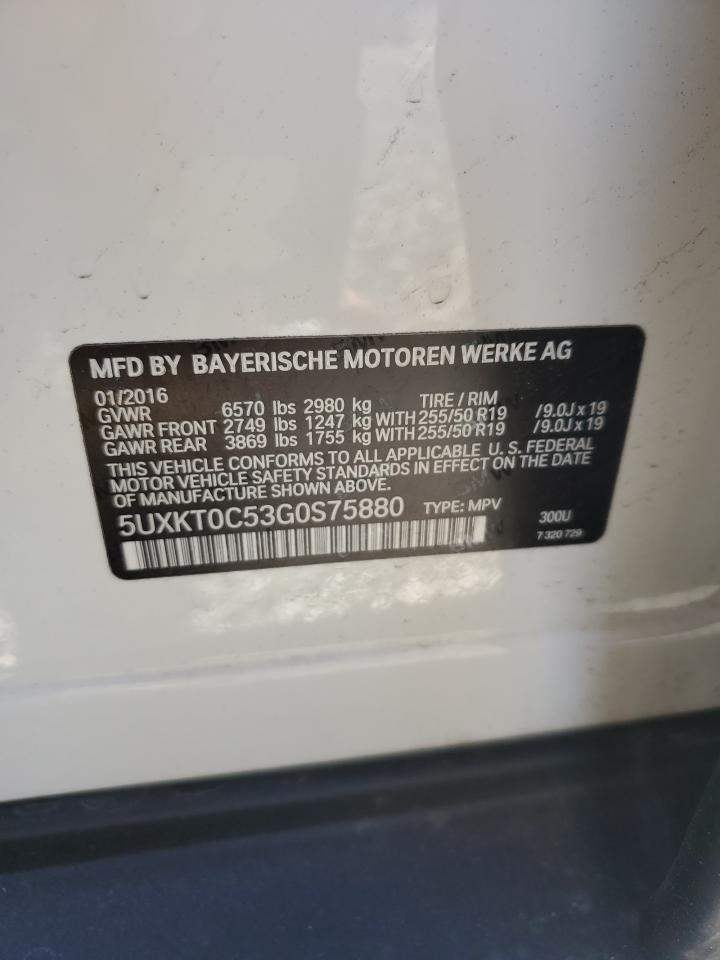 MFD BY BAYERISCHE MOTOREN WERKE AG
01/2016 TIRE / RIM
GVWR 6570 lbs 2980 kg
GAWR FRONT 2749 lbs 1247 kg WITH 255/50 R19 /9.0J x 19
GAWR REAR 3869 lbs 1755 kg WITH 255/50 R19 /9.0J x 19
THIS VEHICLE CONFORMS TO ALL APPLICABLE U. S. FEDERAL
MOTOR VEHICLE SAFETY STANDARDS IN EFFECT ON THE DATE
OF MANUFACTURE SHOWN ABOVE.
5UXKT0C53G0S75880 TYPE: MPV 300U
7 320 729